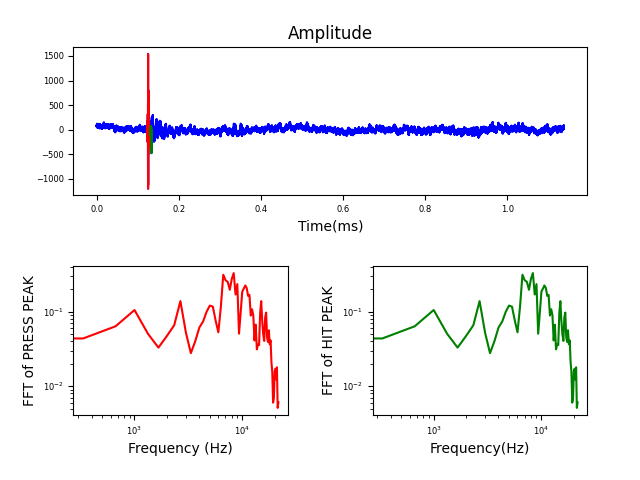 Amplitude
1500
1000
500
0
−500
−1000
0.0 0.2 0.4 0.6 0.8 1.0
Time(ms)
FFT of PRESS PEAK
10⁻¹
10⁻²
10³ 10⁴
Frequency (Hz)
FFT of HIT PEAK
10⁻¹
10⁻²
10³ 10⁴
Frequency(Hz)